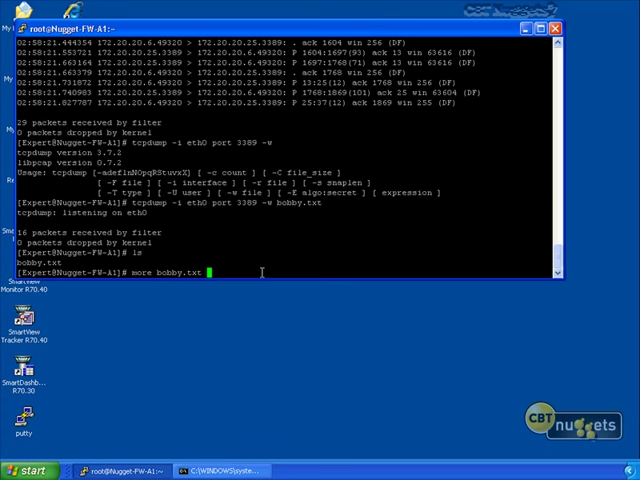 CBT Nuggets
root@Nugget-FW-A1:~
02:58:21.444354 172.20.20.6.49320 > 172.20.20.25.3389: . ack 1604 win 256 (DF)
02:58:21.553721 172.20.20.25.3389 > 172.20.20.6.49320: P 1604:1697(93) ack 13 win 63616 (DF)
02:58:21.663379 172.20.20.25.3389 > 172.20.20.6.49320: P 1697:1768(71) ack 13 win 63616 (DF)
02:58:21.663379 172.20.20.6.49320 > 172.20.20.25.3389: . ack 1768 win 256 (DF)
02:58:21.731872 172.20.20.6.49320 > 172.20.20.25.3389: P 13:25(12) ack 1768 win 256 (DF)
02:58:21.740983 172.20.20.25.3389 > 172.20.20.6.49320: P 1768:1869(101) ack 25 win 63604 (DF)
02:58:21.827787 172.20.20.6.49320 > 172.20.20.25.3389: P 25:37(12) ack 1869 win 255 (DF)
29 packets received by filter
0 packets dropped by kernel
[Expert@Nugget-FW-A1]# tcpdump -i eth0 port 3389 -w
tcpdump version 3.7.2
libpcap version 0.7.2
Usage: tcpdump [-adeflnNOpqRStuvxX] [ -c count ] [ -C file_size ]
[ -F file ] [ -i interface ] [ -r file ] [ -s snaplen ]
[ -T type ] [ -U user ] [ -w file ] [ -E algo:secret ] [ expression ]
[Expert@Nugget-FW-A1]# tcpdump -i eth0 port 3389 -w bobby.txt
tcpdump: listening on eth0
16 packets received by filter
0 packets dropped by kernel
[Expert@Nugget-FW-A1]# ls
bobby.txt
[Expert@Nugget-FW-A1]# more bobby.txt
SmartView
Monitor R70.40
SmartView
Tracker R70.40
SmartDashb...
R70.30
putty
CBT nuggets
start
root@Nugget-FW-A1:~
C:\WINDOWS\syste...